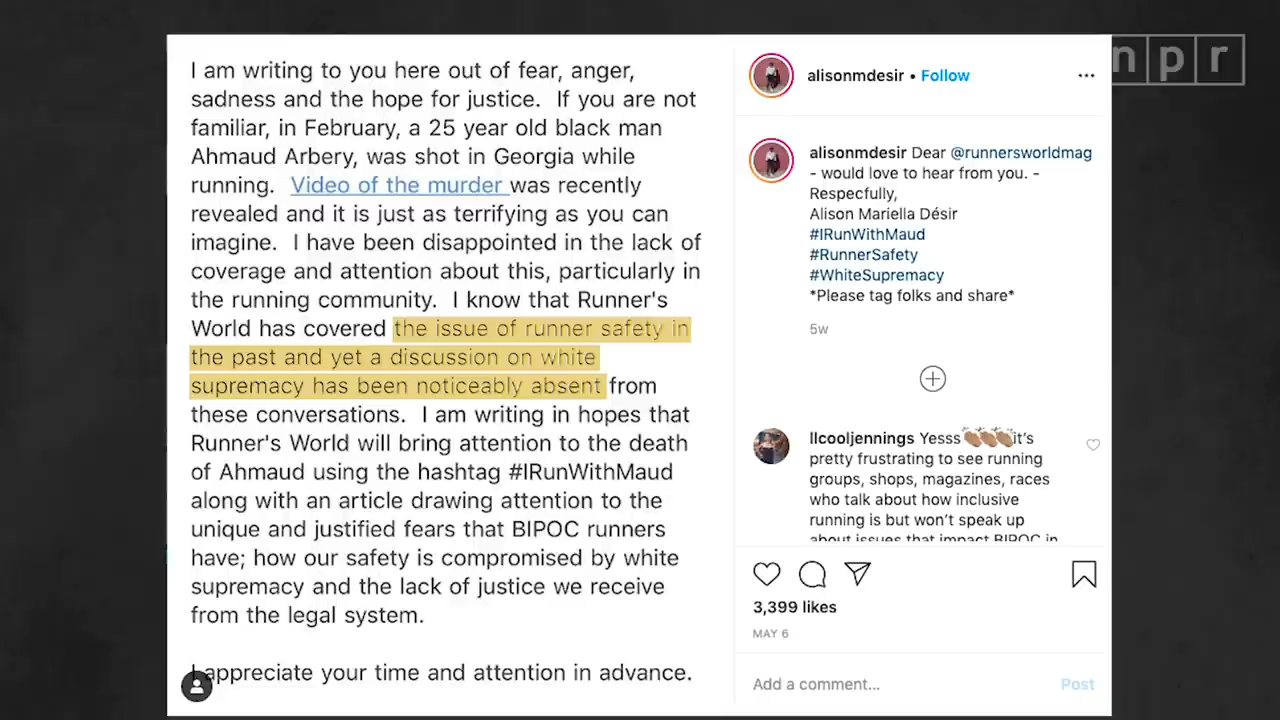 I am writing to you here out of fear, anger,
sadness and the hope for justice.  If you are not
familiar, in February, a 25 year old black man
Ahmaud Arbery, was shot in Georgia while
running.  Video of the murder was recently
revealed and it is just as terrifying as you can
imagine.  I have been disappointed in the lack of
coverage and attention about this, particularly in
the running community.  I know that Runner's
World has covered the issue of runner safety in
the past and yet a discussion on white
supremacy has been noticeably absent from
these conversations.  I am writing in hopes that
Runner's World will bring attention to the death
of Ahmaud using the hashtag #IRunWithMaud
along with an article drawing attention to the
unique and justified fears that BIPOC runners
have; how our safety is compromised by white
supremacy and the lack of justice we receive
from the legal system.
I appreciate your time and attention in advance.
alisonmdesir • Follow
alisonmdesir Dear @runnersworldmag
- would love to hear from you. -
Respecfully,
Alison Mariella Désir
#IRunWithMaud
#RunnerSafety
#WhiteSupremacy
*Please tag folks and share*
5w
llcooljennings Yesss 👏🏽👏🏽👏🏽it's
pretty frustrating to see running
groups, shops, magazines, races
who talk about how inclusive
running is but won't speak up
about issues that impact BIPOC in
3,399 likes
MAY 6
Add a comment... Post
npr